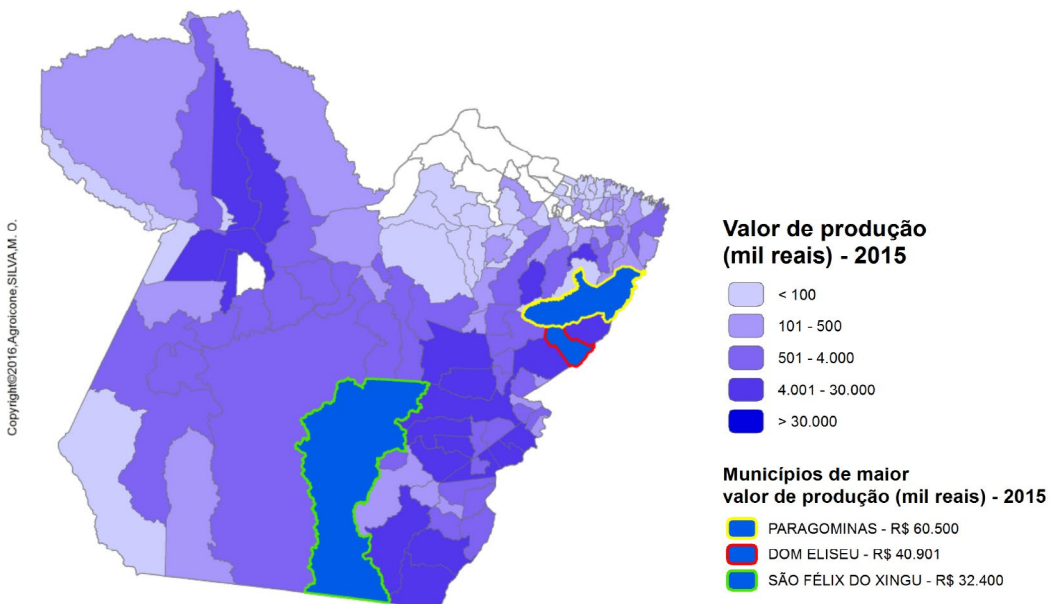 Copyright©2016,Agroicone,SILVA,M. O.
Valor de produção
(mil reais) - 2015
< 100
101 - 500
501 - 4.000
4.001 - 30.000
> 30.000
Municípios de maior
valor de produção (mil reais) - 2015
PARAGOMINAS - R$ 60.500
DOM ELISEU - R$ 40.901
SÃO FÉLIX DO XINGU - R$ 32.400